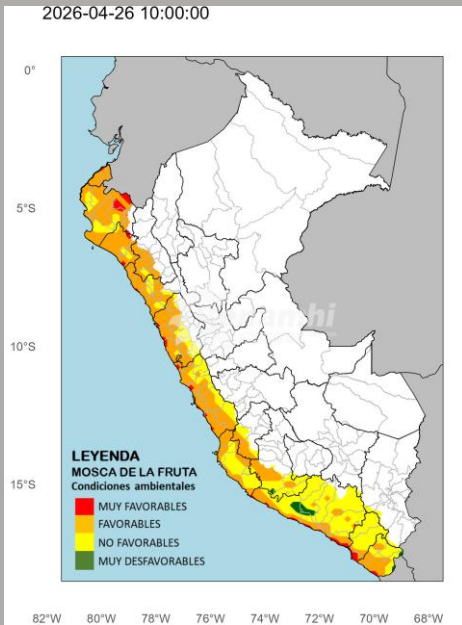 2026-04-26 10:00:00
0°
5°S
10°S
15°S
senamhi
LEYENDA
MOSCA DE LA FRUTA
Condiciones ambientales
MUY FAVORABLES
FAVORABLES
NO FAVORABLES
MUY DESFAVORABLES
82°W 80°W 78°W 76°W 74°W 72°W 70°W 68°W